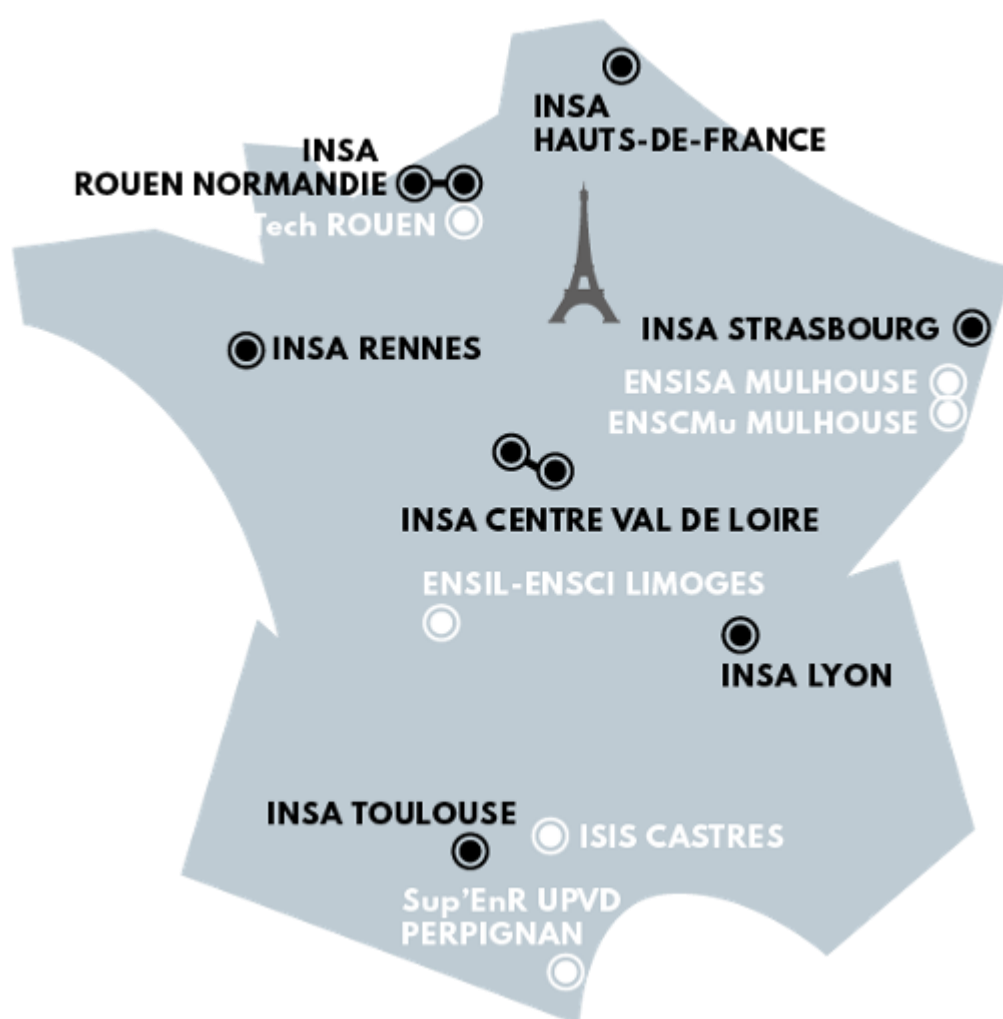 INSA
HAUTS-DE-FRANCE
INSA
ROUEN NORMANDIE
Tech ROUEN
INSA STRASBOURG
INSA RENNES
ENSISA MULHOUSE
ENSCMu MULHOUSE
INSA CENTRE VAL DE LOIRE
ENSIL-ENSCI LIMOGES
INSA LYON
INSA TOULOUSE
ISIS CASTRES
Sup'EnR UPVD
PERPIGNAN